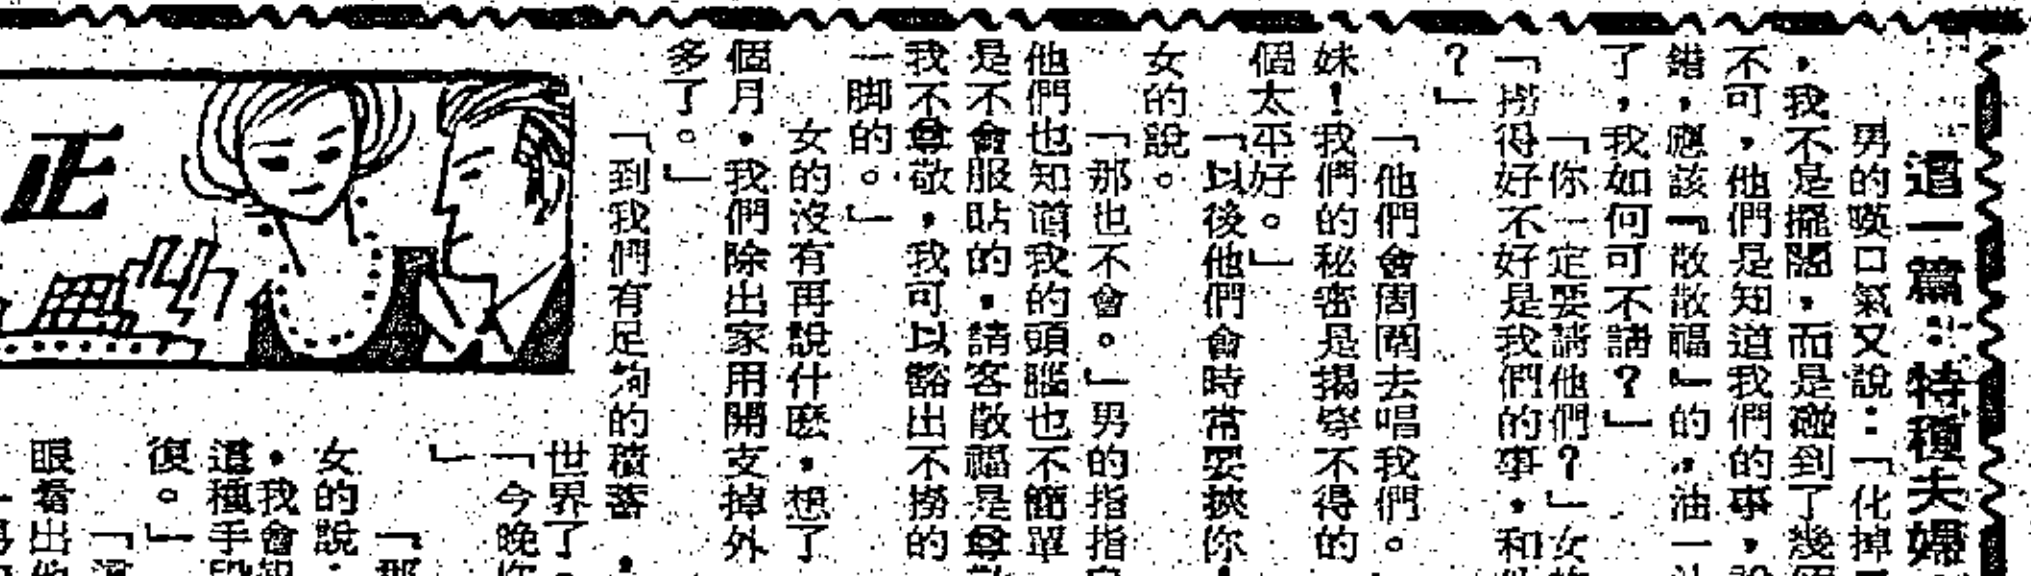 這一篇：特種夫婦
男的嘆口氣又說：「化掉
，我不是擺闊，而是碰到了幾
不可，他們是知道我們的事，
錯，應該『散散福』的，油一
了，我如何可不請？」
「你一定要請他們？」女
「撈得好不好是我們的事，和
？」
「他們會周圍去唱我們。
妹！我們的秘密是揭穿不得的
個太平好。」
「以後他們會時常要挾你！
女的說。
「那也不會。」男的指指
他們也知道我的頭腦也不簡單
是不會服貼的，請客散福是尊
我不尊敬，我可以豁出不撈的
一脚的。」
女的沒有再說什麽，想了
個月，我們除出家用開支掉外
多了。」
「到我們有足夠的積蓄，
正
世界了。
「今晚
」
「那
女的說：
，我會
這種手段
復。」
「
眼看出他